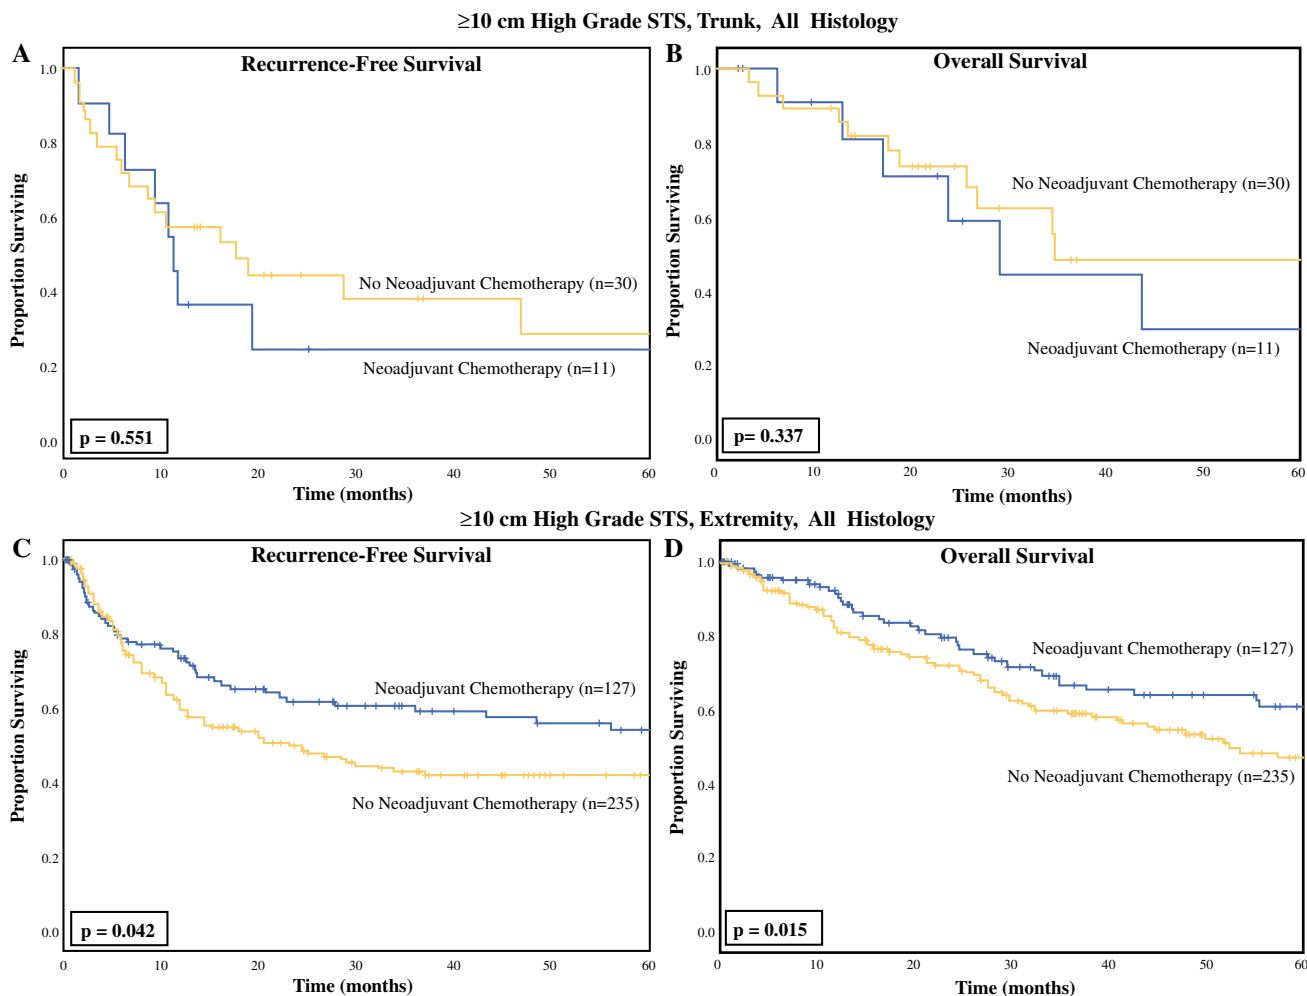 ≥10 cm High Grade STS, Trunk, All Histology
A
Recurrence-Free Survival
Proportion Surviving
1.0
0.8
0.6
0.4
0.2
0.0
No Neoadjuvant Chemotherapy (n=30)
Neoadjuvant Chemotherapy (n=11)
p = 0.551
0 10 20 30 40 50 60
Time (months)
B
Overall Survival
Proportion Surviving
1.0
0.8
0.6
0.4
0.2
0.0
No Neoadjuvant Chemotherapy (n=30)
Neoadjuvant Chemotherapy (n=11)
p= 0.337
0 10 20 30 40 50 60
Time (months)
≥10 cm High Grade STS, Extremity, All Histology
C
Recurrence-Free Survival
Proportion Surviving
1.0
0.8
0.6
0.4
0.2
0.0
Neoadjuvant Chemotherapy (n=127)
No Neoadjuvant Chemotherapy (n=235)
p = 0.042
0 10 20 30 40 50 60
Time (months)
D
Overall Survival
Proportion Surviving
1.0
0.8
0.6
0.4
0.2
0.0
Neoadjuvant Chemotherapy (n=127)
No Neoadjuvant Chemotherapy (n=235)
p = 0.015
0 10 20 30 40 50 60
Time (months)